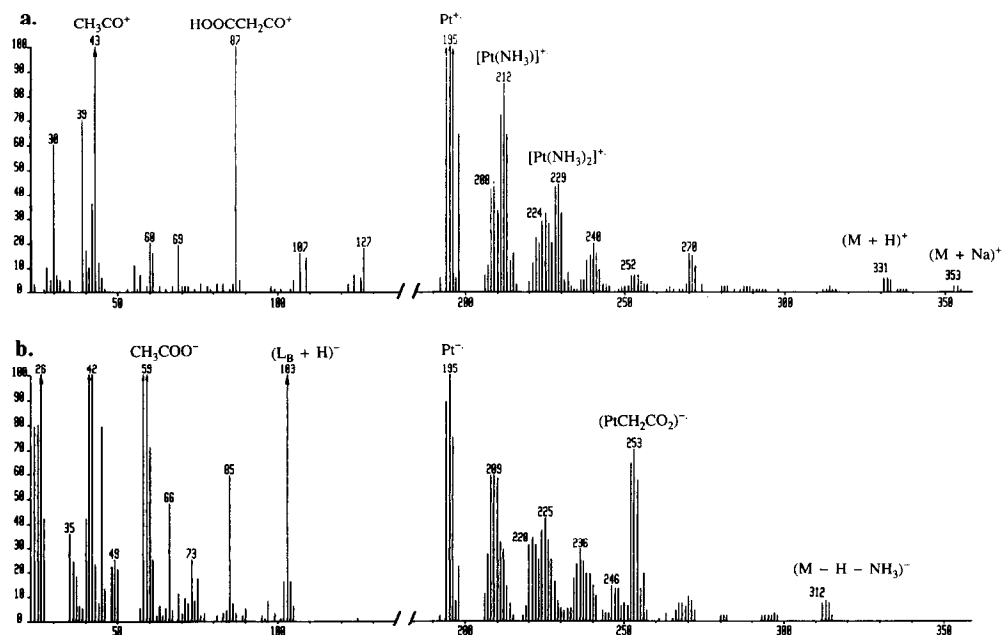 a.
CH₃CO⁺ HOOCCH₂CO⁺ Pt⁺·
100 43 87 195
90 [Pt(NH₃)]⁺·
80 212
70 39
60 30 [Pt(NH₃)₂]⁺·
50 229
40 208
30 224
20 60 69 107 127 240 270 (M + H)⁺ (M + Na)⁺
10 252 331 353
0
50 100 200 250 300 350
b.
CH₃COO⁻ (L_B + H)⁻ Pt⁻·
100 26 42 59 103 195
90
80 (PtCH₂CO₂)⁻·
70 253
60 85 209
50 66
40 35 225
30 220 236
20 49 73 (M − H − NH₃)⁻
10 246 312
0
50 100 200 250 300 350